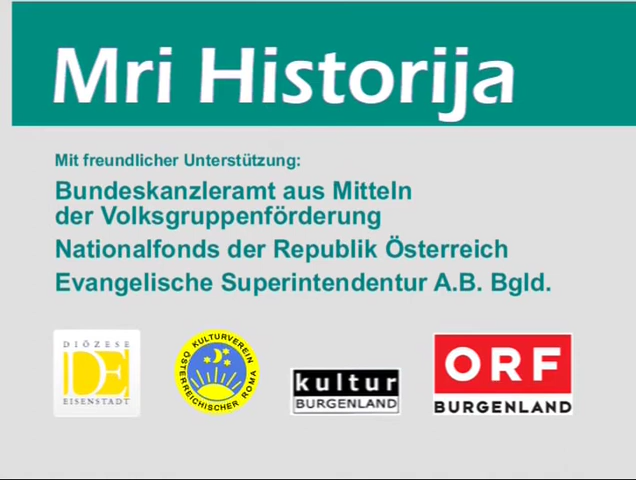 Mri Historija
Mit freundlicher Unterstützung:
Bundeskanzleramt aus Mitteln
der Volksgruppenförderung
Nationalfonds der Republik Österreich
Evangelische Superintendentur A.B. Bgld.
DIÖZESE
DE
EISENSTADT
KULTURVEREIN
ÖSTERREICHISCHER ROMA
kultur
BURGENLAND
ORF
BURGENLAND